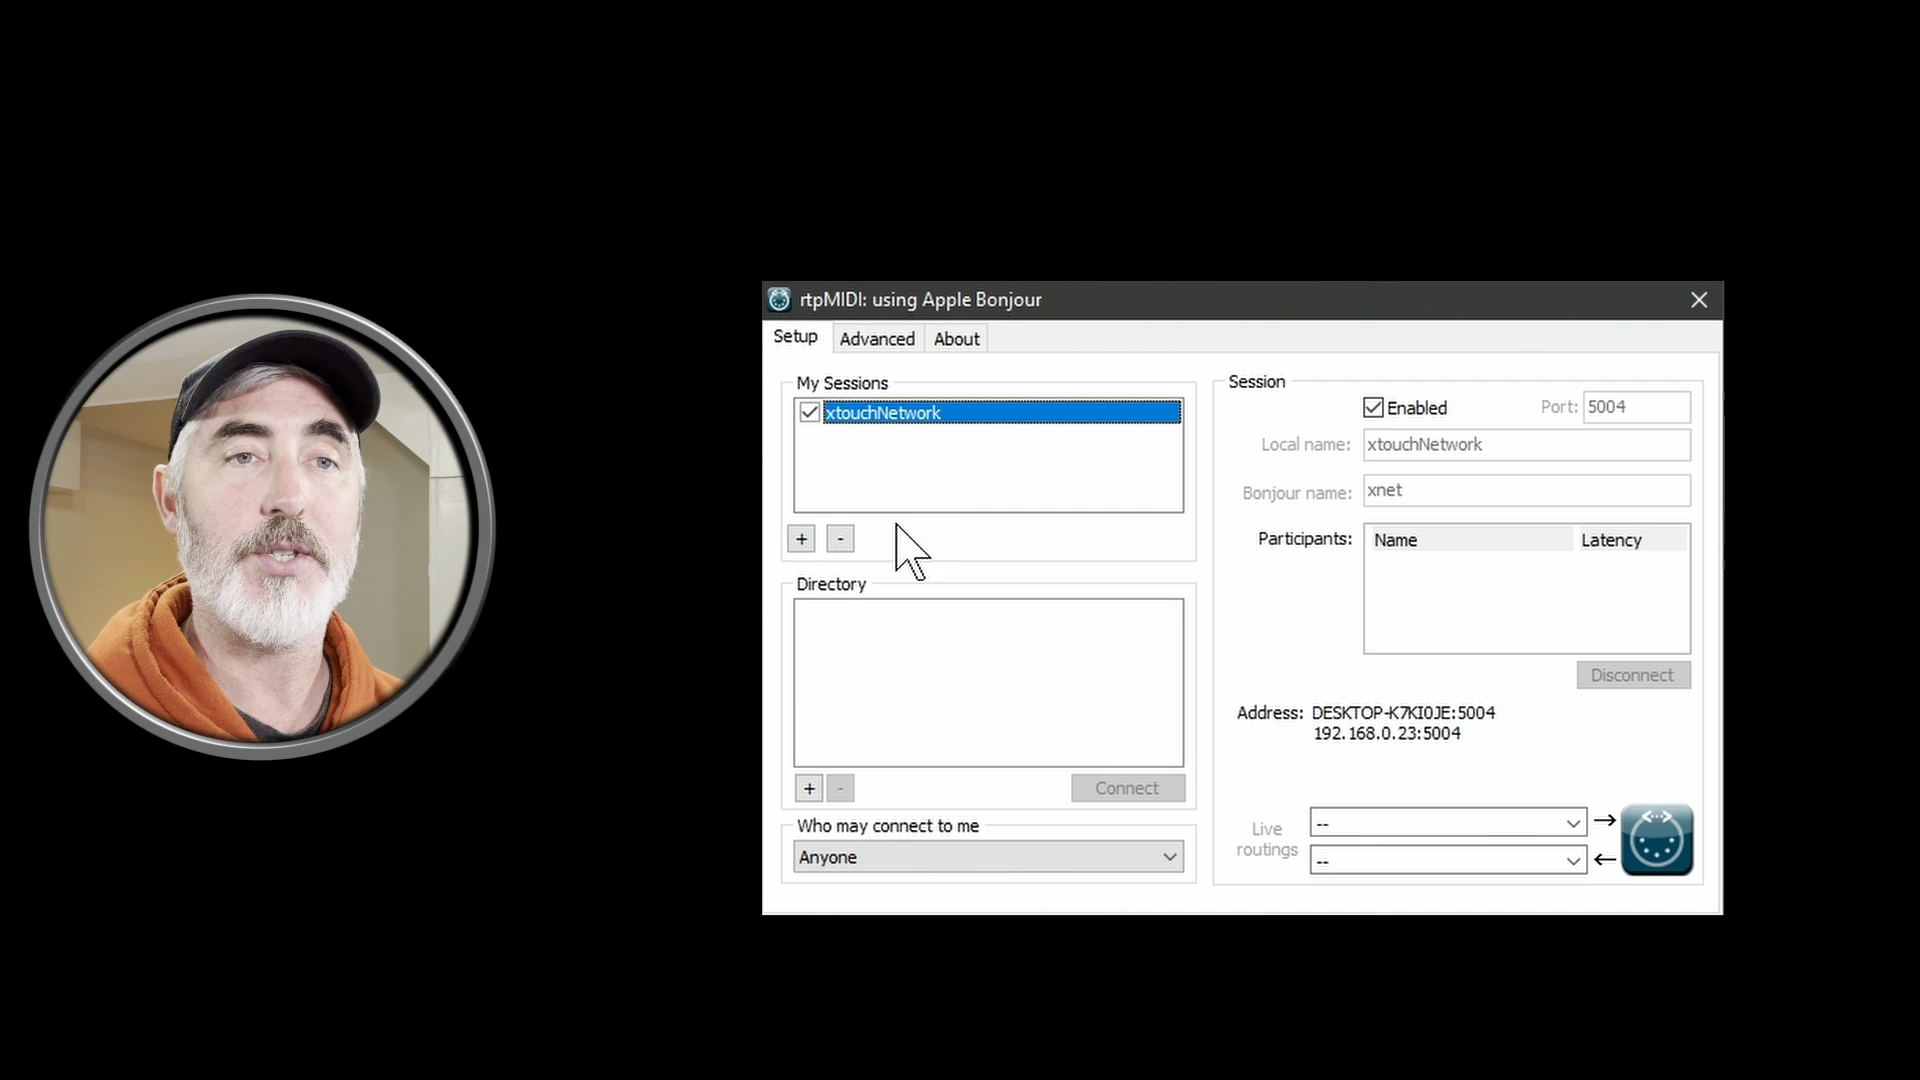 rtpMIDI: using Apple Bonjour
Setup
Advanced
About
My Sessions
xtouchNetwork
+
-
Directory
+
-
Connect
Who may connect to me
Anyone
Session
Enabled
Port:
5004
Local name:
xtouchNetwork
Bonjour name:
xnet
Participants:
Name
Latency
Disconnect
Address:
DESKTOP-K7KI0JE:5004
192.168.0.23:5004
Live
routings
--
--